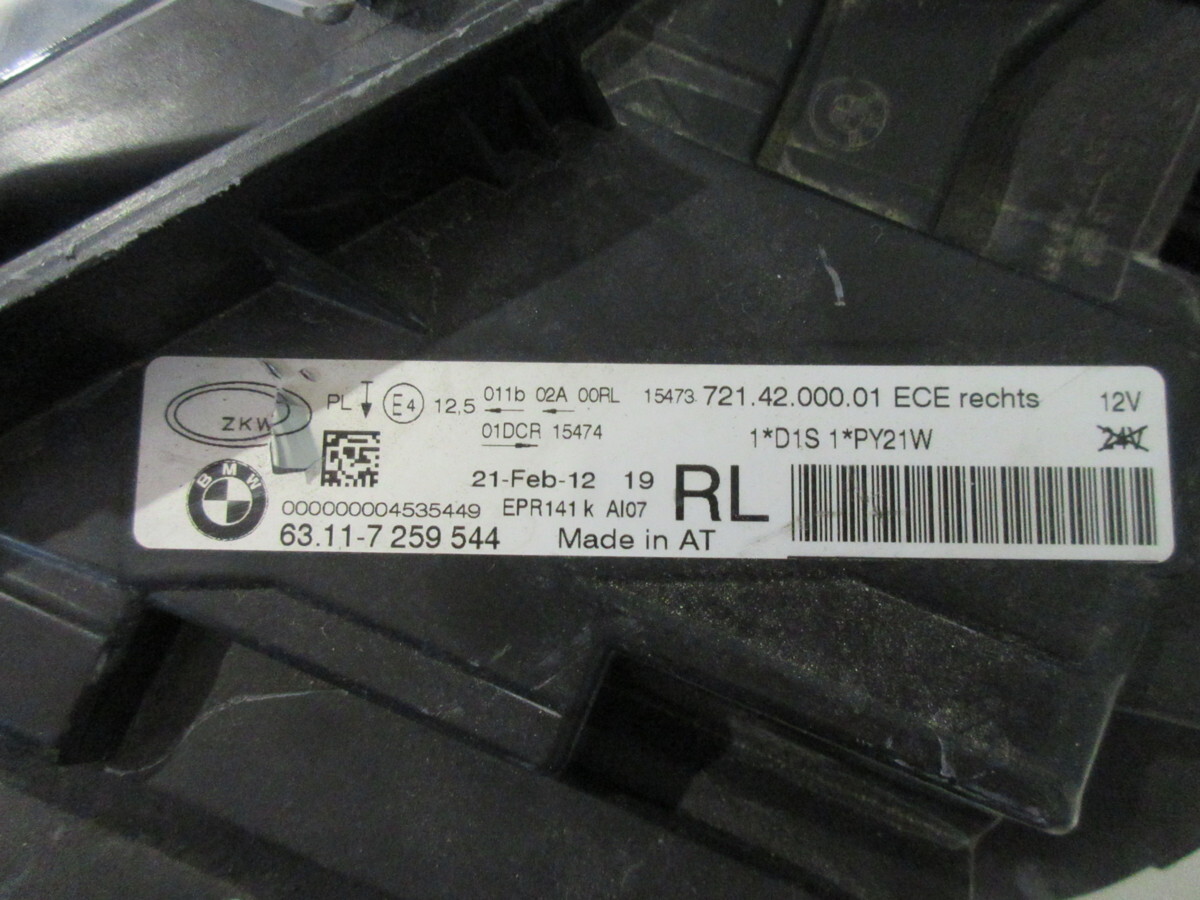 ZKW PL E4 12,5 011b 02A 00RL 15473 721.42.000.01 ECE rechts 12V
01DCR 15474 1*D1S 1*PY21W 24V
BMW 21-Feb-12 19 RL
000000004535449 EPR141 k AI07
63.11-7 259 544 Made in AT